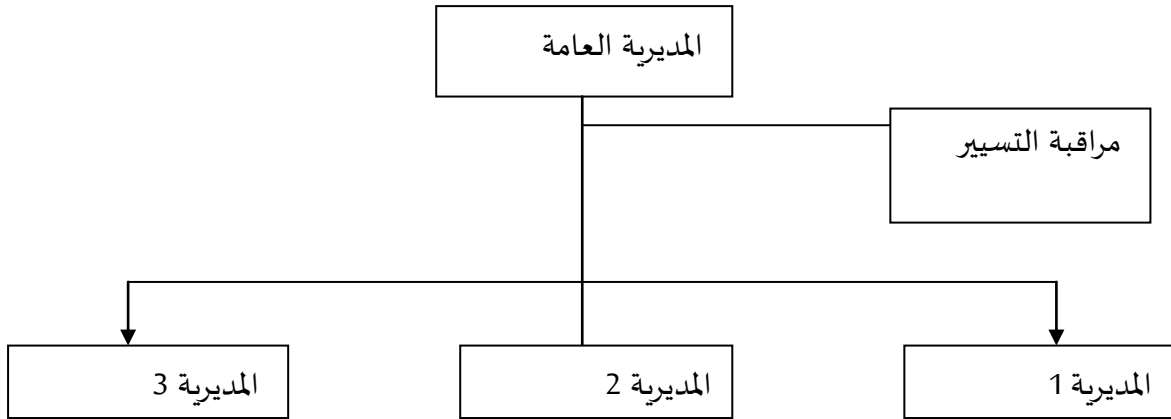 المديرية العامة
مراقبة التسيير
المديرية 1
المديرية 2
المديرية 3